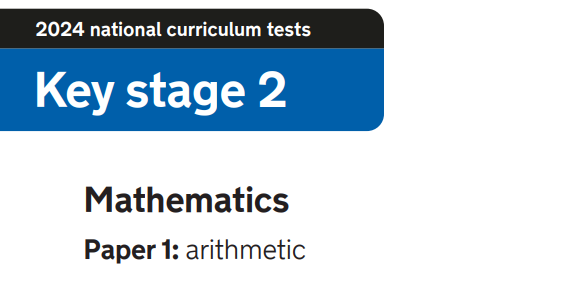 2024 national curriculum tests
Key stage 2
Mathematics
Paper 1: arithmetic